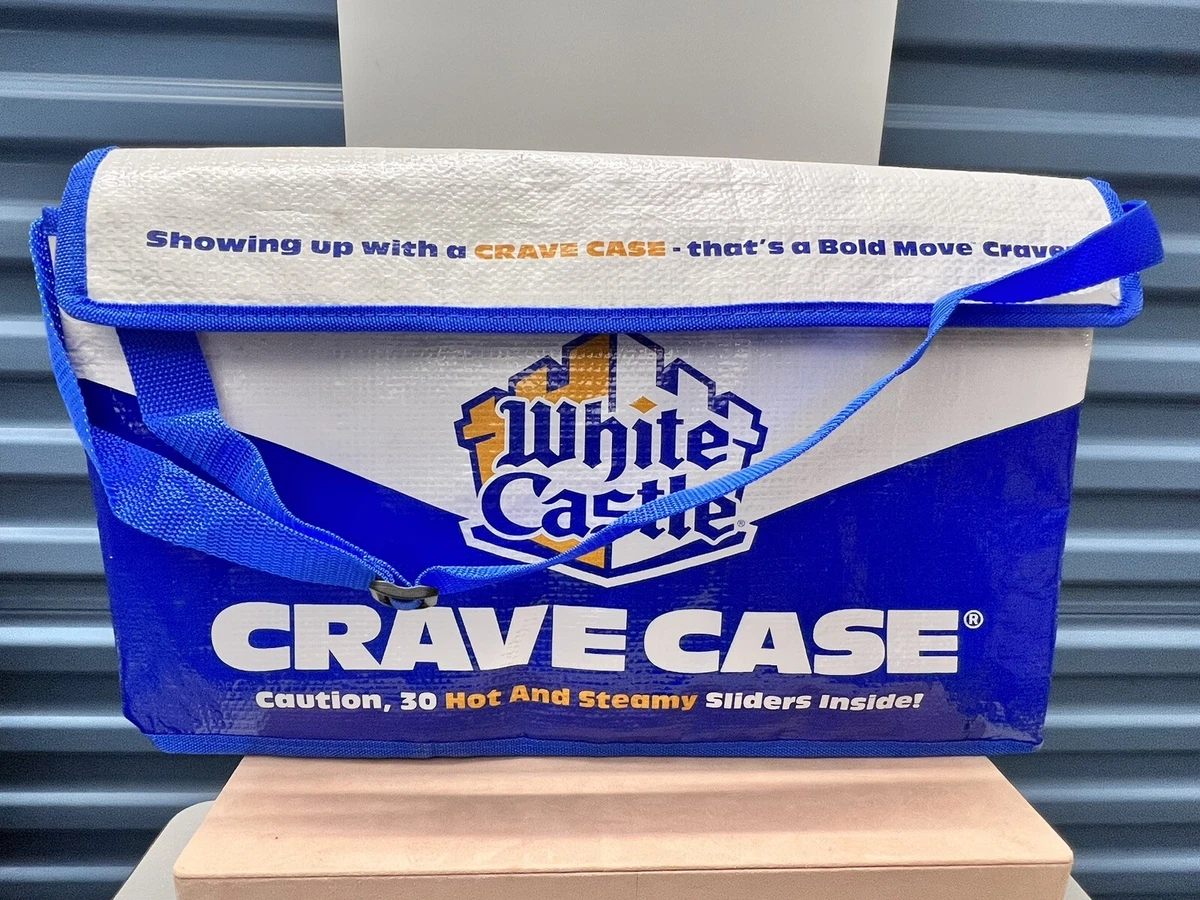 Showing up with a CRAVE CASE - that's a Bold Move Craver
White
Castle®
CRAVE CASE®
Caution, 30 Hot And Steamy Sliders Inside!